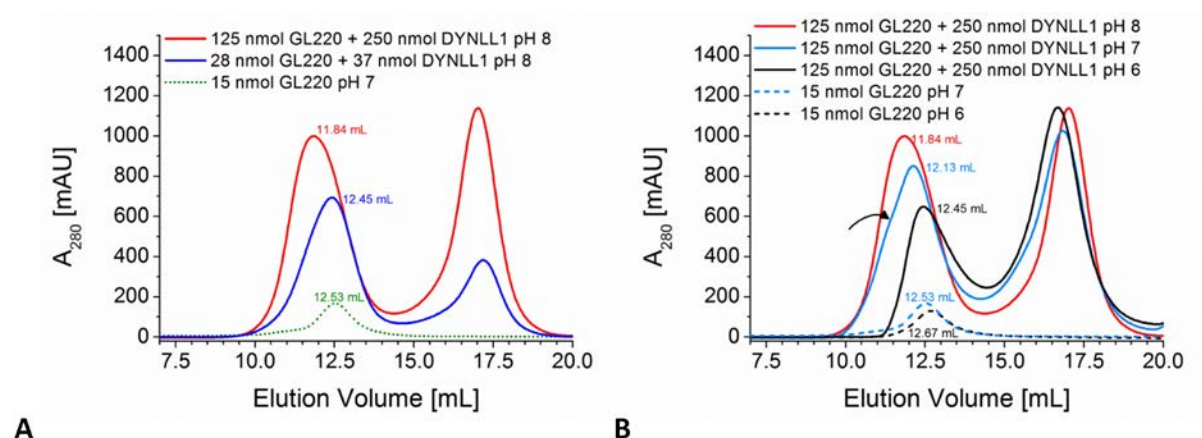 125 nmol GL220 + 250 nmol DYNLL1 pH 8
28 nmol GL220 + 37 nmol DYNLL1 pH 8
15 nmol GL220 pH 7
1400
1200
1000
800
600
400
200
0
A280 [mAU]
11.84 mL
12.45 mL
12.53 mL
7.5 10.0 12.5 15.0 17.5 20.0
Elution Volume [mL]
A
125 nmol GL220 + 250 nmol DYNLL1 pH 8
125 nmol GL220 + 250 nmol DYNLL1 pH 7
125 nmol GL220 + 250 nmol DYNLL1 pH 6
15 nmol GL220 pH 7
15 nmol GL220 pH 6
1400
1200
1000
800
600
400
200
0
A280 [mAU]
11.84 mL
12.13 mL
12.45 mL
12.53 mL
12.67 mL
7.5 10.0 12.5 15.0 17.5 20.0
Elution Volume [mL]
B